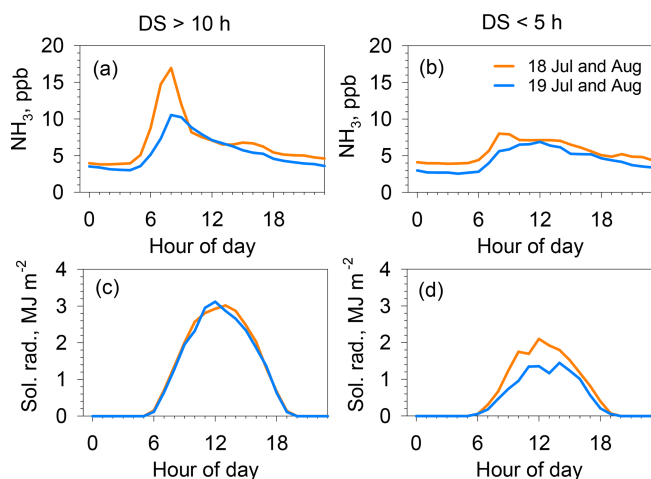 DS > 10 h
DS < 5 h
(a)
NH3, ppb
20
15
10
5
0
0 6 12 18
Hour of day
(b)
18 Jul and Aug
19 Jul and Aug
NH3, ppb
20
15
10
5
0
0 6 12 18
Hour of day
(c)
Sol. rad., MJ m-2
4
3
2
1
0
0 6 12 18
Hour of day
(d)
Sol. rad., MJ m-2
4
3
2
1
0
0 6 12 18
Hour of day